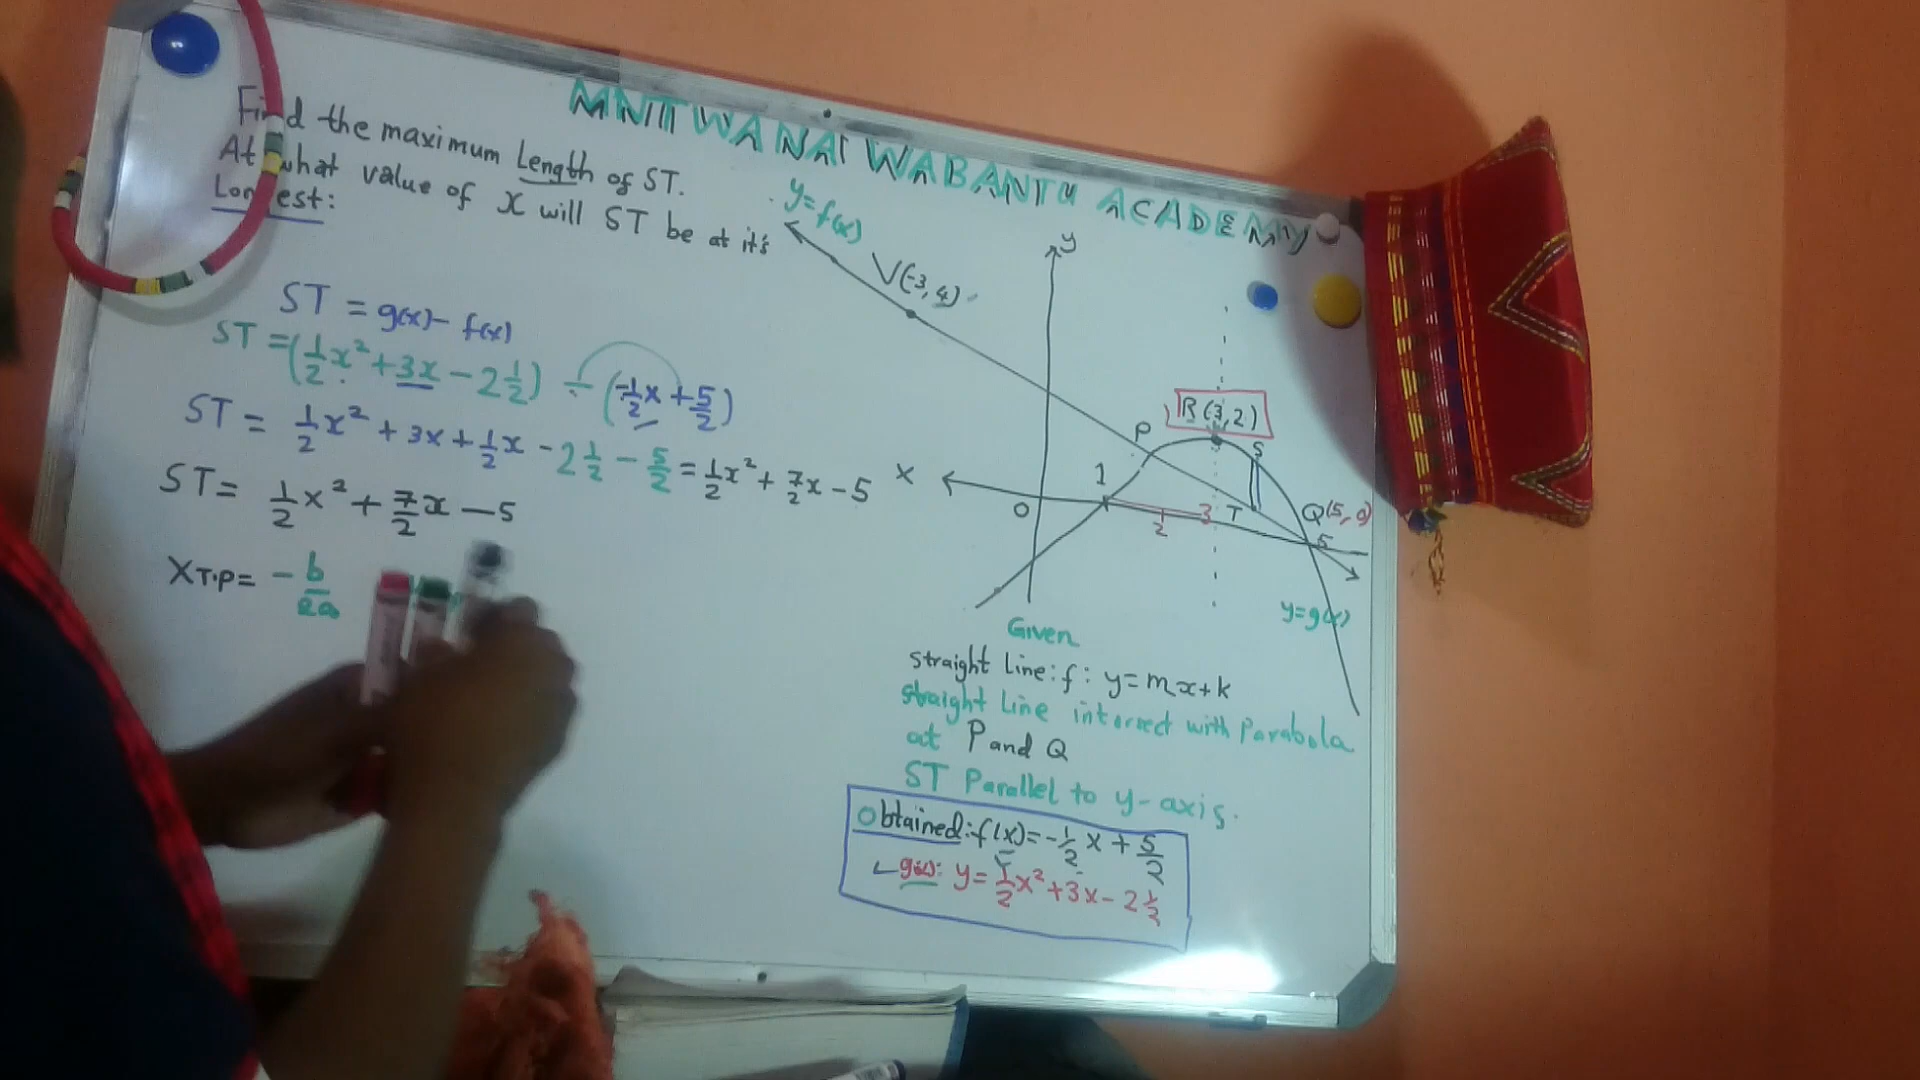 MNTWANA WABANTU ACADEMY
Find the maximum Length of ST.
At what value of x will ST be at it's
Longest:
ST = g(x) - f(x)
ST = (1/2x² + 3x - 2 1/2) - (-1/2x + 5/2)
ST = 1/2x² + 3x + 1/2x - 2 1/2 - 5/2 = 1/2x² + 7/2x - 5
ST = 1/2x² + 7/2x - 5
XT.P = - b/2a
y = f(x)
V(-3, 4)
y
R(3, 2)
P
S
1
X
0
2
3
T
Q(5, 0)
5
y = g(x)
Given
straight Line: f: y = mx + k
straight Line intersect with Parabola
at P and Q
ST Parallel to y-axis.
Obtained: f(x) = -1/2x + 5/2
g(x): y = 1/2x² + 3x - 2 1/2